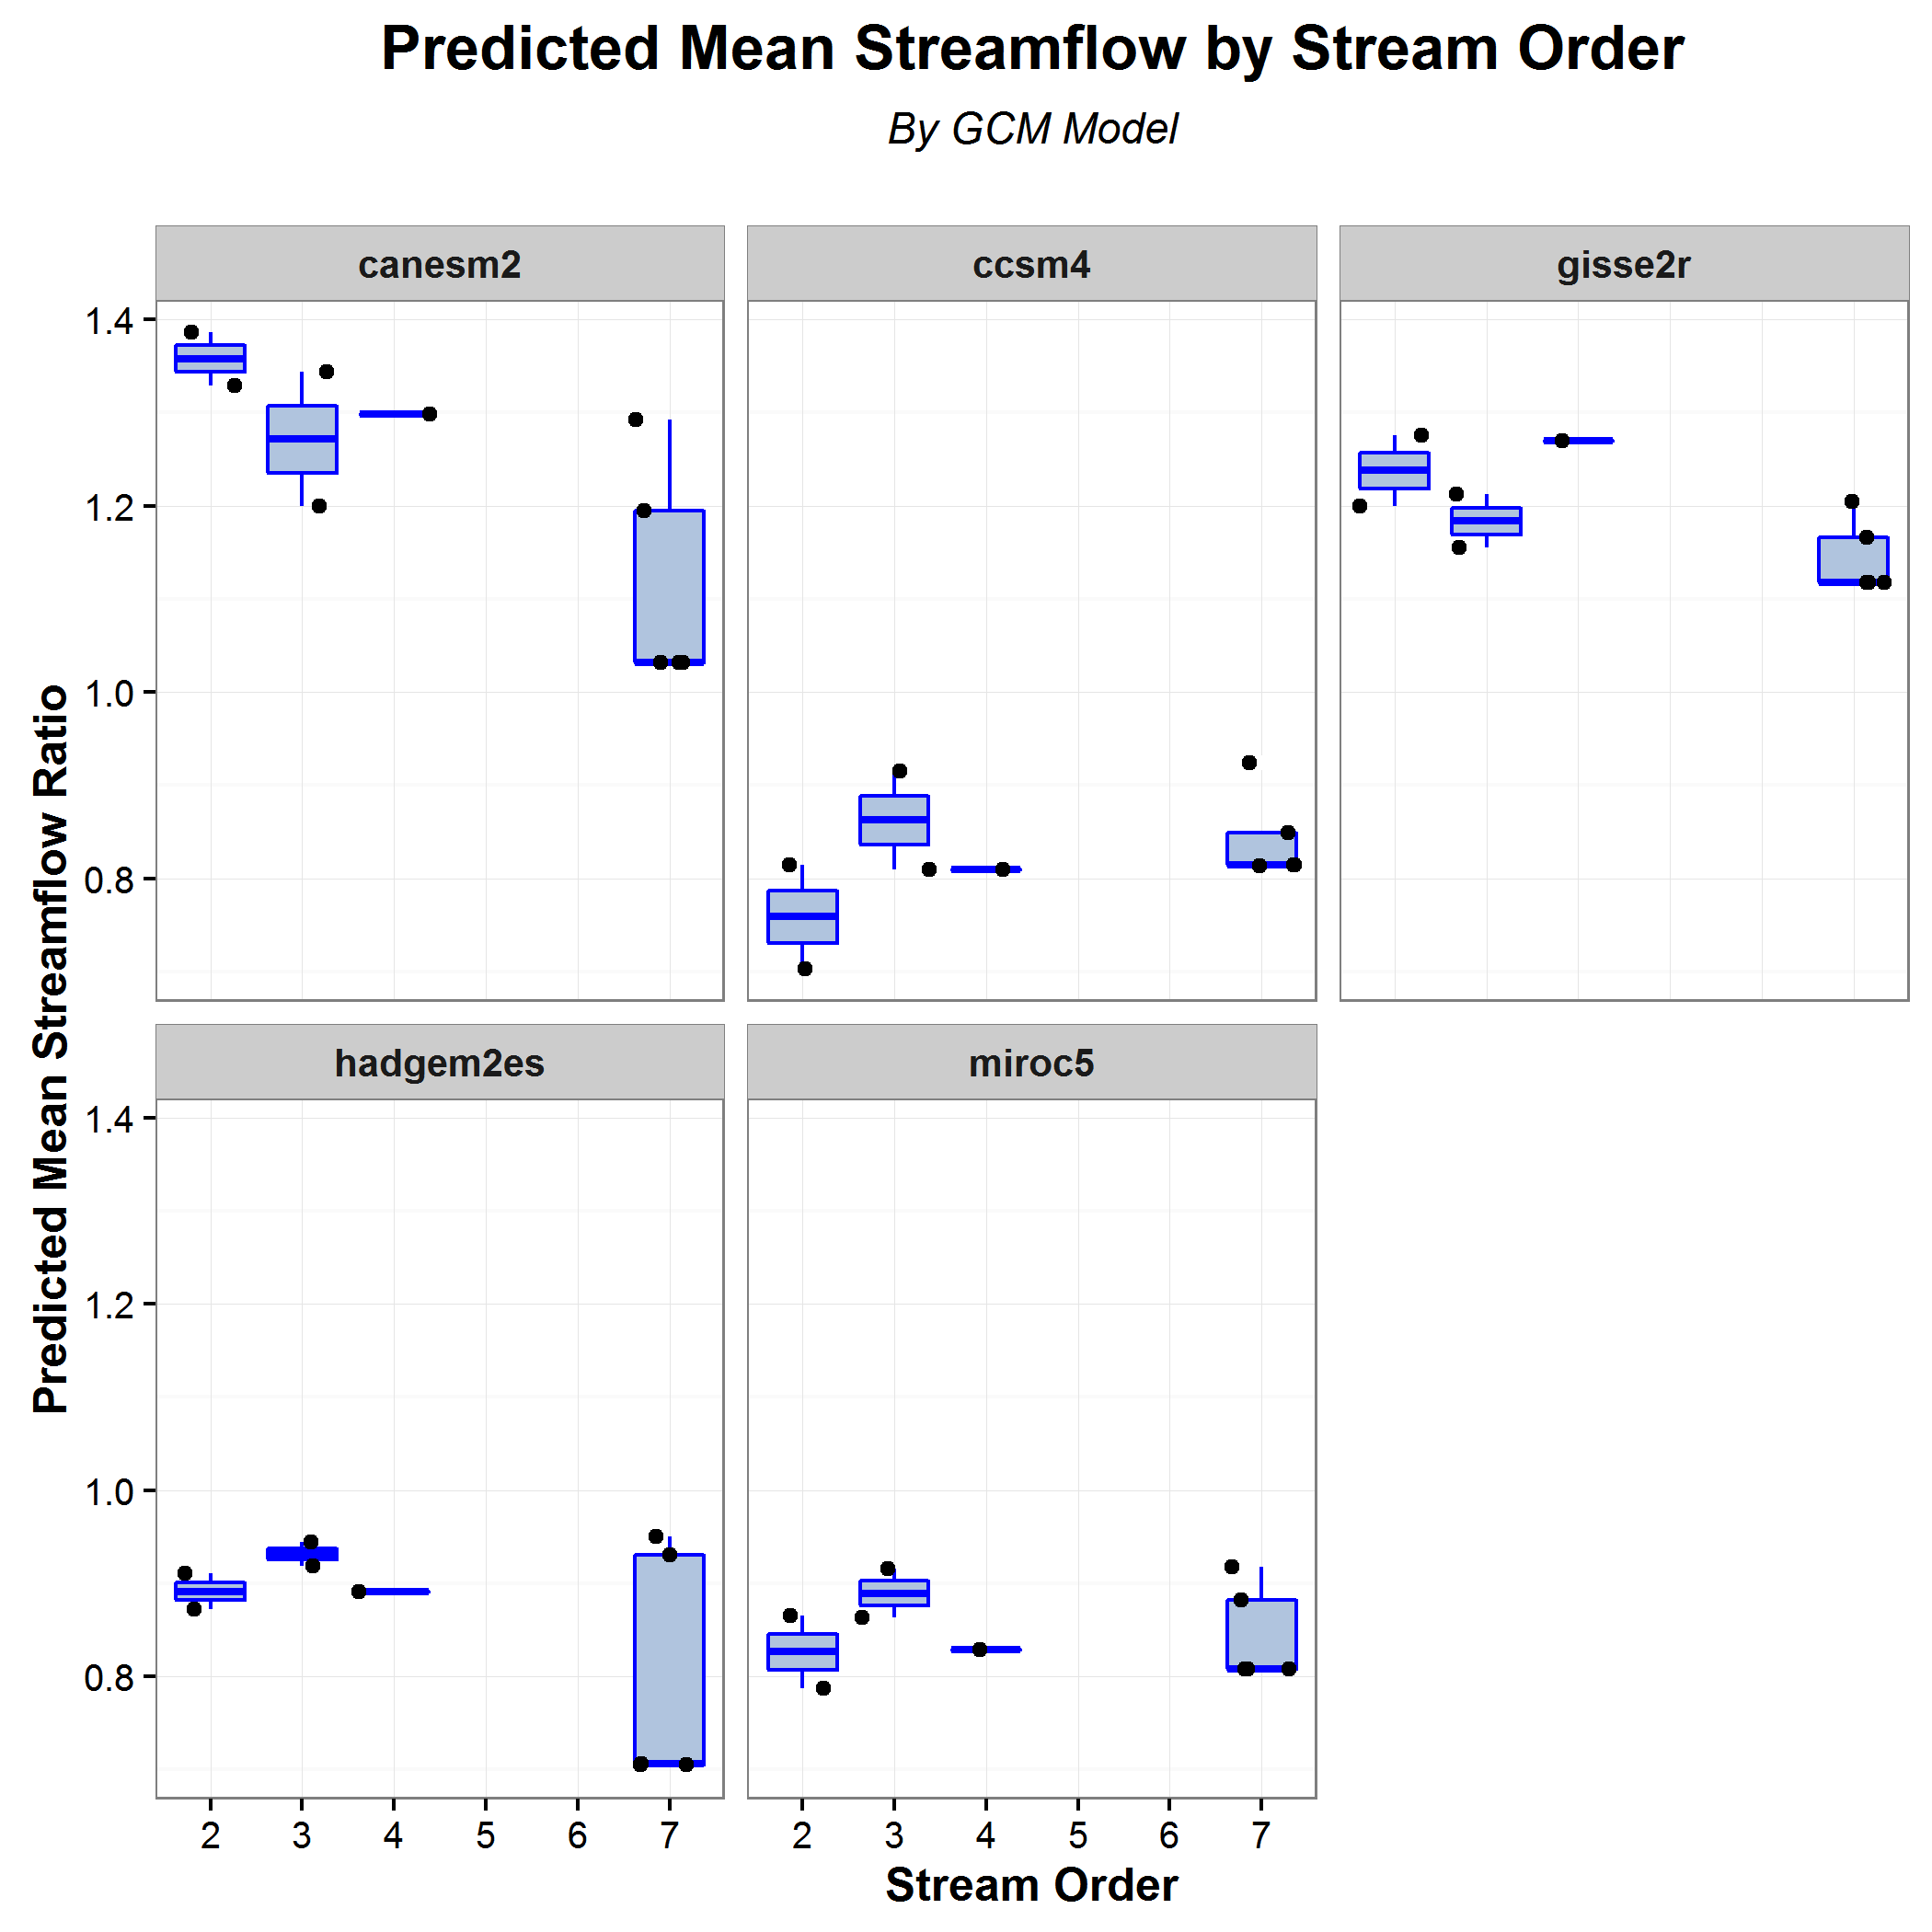 Predicted Mean Streamflow by Stream Order
By GCM Model
canesm2
ccsm4
gisse2r
1.4
1.2
1.0
0.8
Predicted Mean Streamflow Ratio
hadgem2es
miroc5
1.4
1.2
1.0
0.8
2 3 4 5 6 7
2 3 4 5 6 7
Stream Order